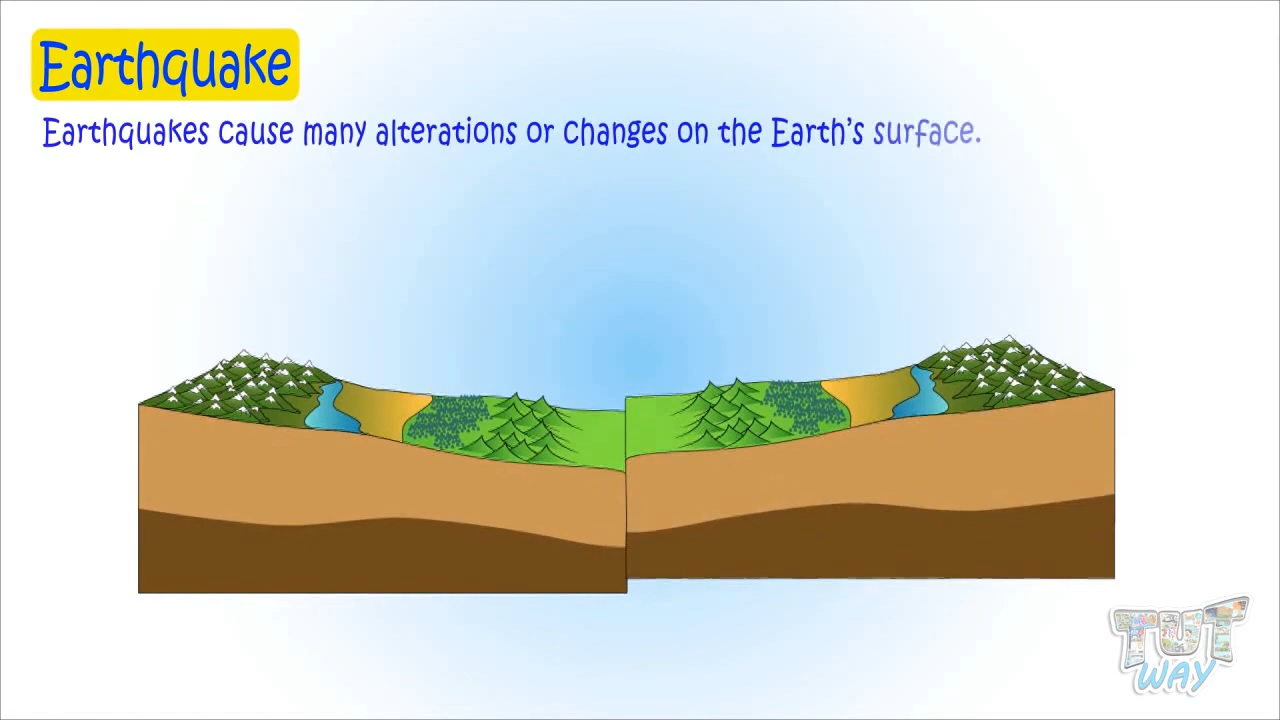 Earthquake
Earthquakes cause many alterations or changes on the Earth's surface.
TUT
WAY